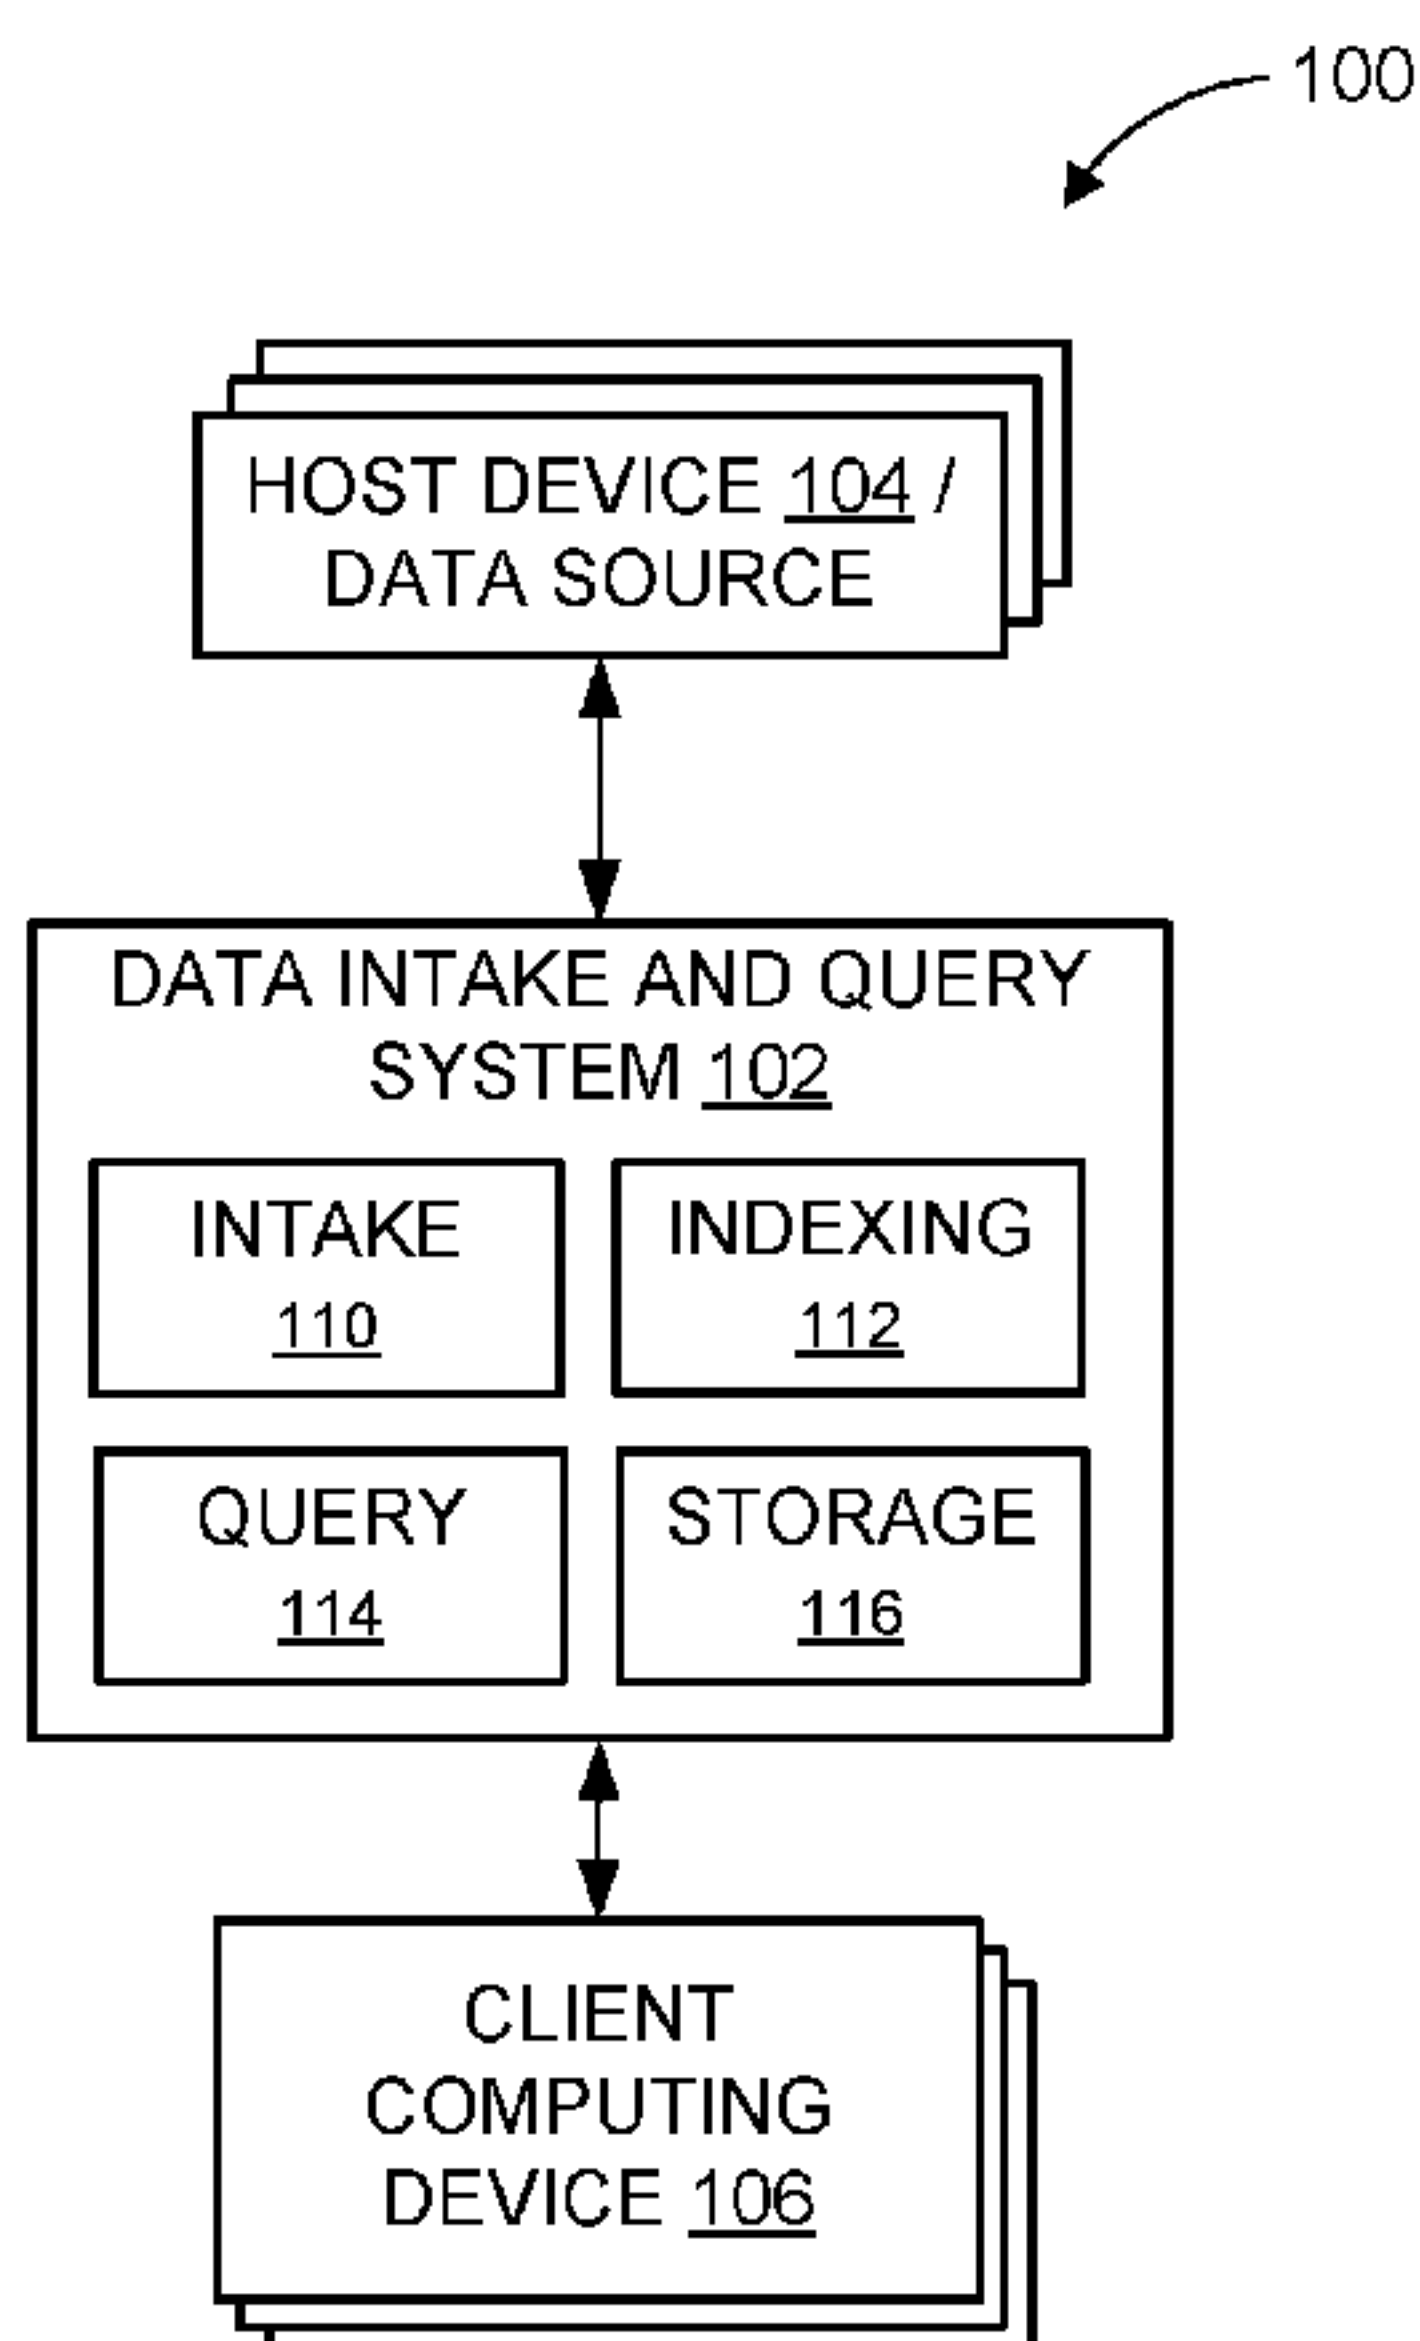 100
HOST DEVICE 104 /
DATA SOURCE
DATA INTAKE AND QUERY
SYSTEM 102
INTAKE
110
INDEXING
112
QUERY
114
STORAGE
116
CLIENT
COMPUTING
DEVICE 106